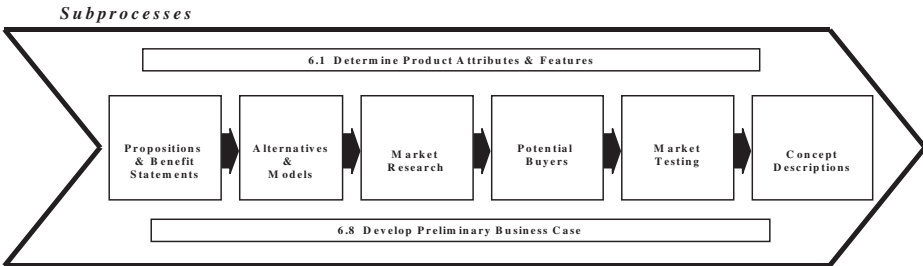 Subprocesses
6.1 Determine Product Attributes & Features
Propositions
& Benefit
Statements
Alternatives
&
Models
Market
Research
Potential
Buyers
Market
Testing
Concept
Descriptions
6.8 Develop Preliminary Business Case